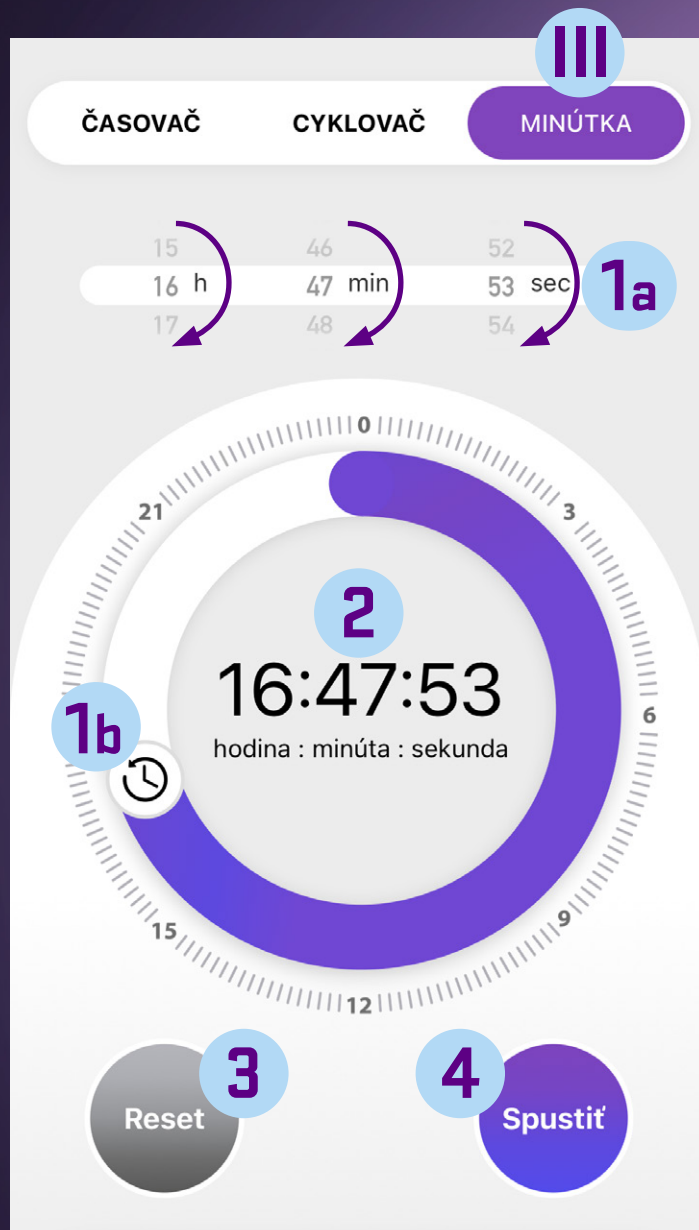 III
ČASOVAČ CYKLOVAČ MINÚTKA
15 46 52
16 h 47 min 53 sec 1a
17 48 54
0
21 3
2
16:47:53
1b 6
hodina : minúta : sekunda
15 9
12
3 4
Reset Spustiť